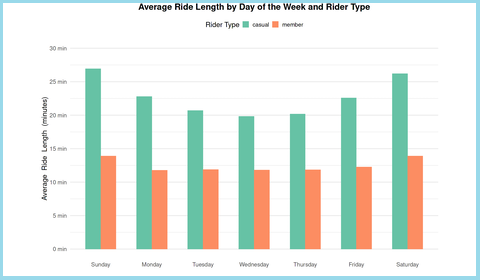 Average Ride Length by Day of the Week and Rider Type
Rider Type casual member
30 min
25 min
20 min
15 min
10 min
5 min
0 min
Average Ride Length (minutes)
Sunday Monday Tuesday Wednesday Thursday Friday Saturday